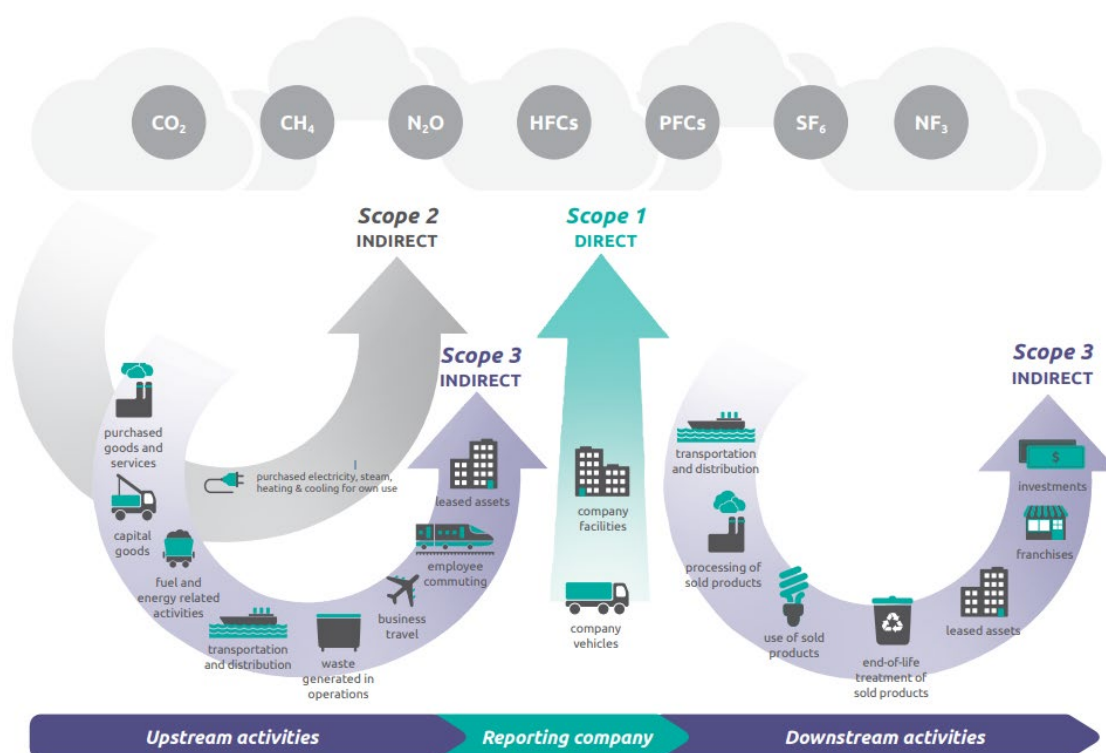 CO₂
CH₄
N₂O
HFCs
PFCs
SF₆
NF₃
Scope 2
INDIRECT
Scope 1
DIRECT
Scope 3
INDIRECT
Scope 3
INDIRECT
purchased
goods and
services
capital
goods
fuel and
energy related
activities
transportation
and distribution
waste
generated in
operations
business
travel
employee
commuting
leased assets
purchased electricity, steam,
heating & cooling for own use
company
facilities
company
vehicles
transportation
and distribution
processing of
sold products
use of sold
products
end-of-life
treatment of
sold products
leased assets
franchises
$
investments
Upstream activities
Reporting company
Downstream activities